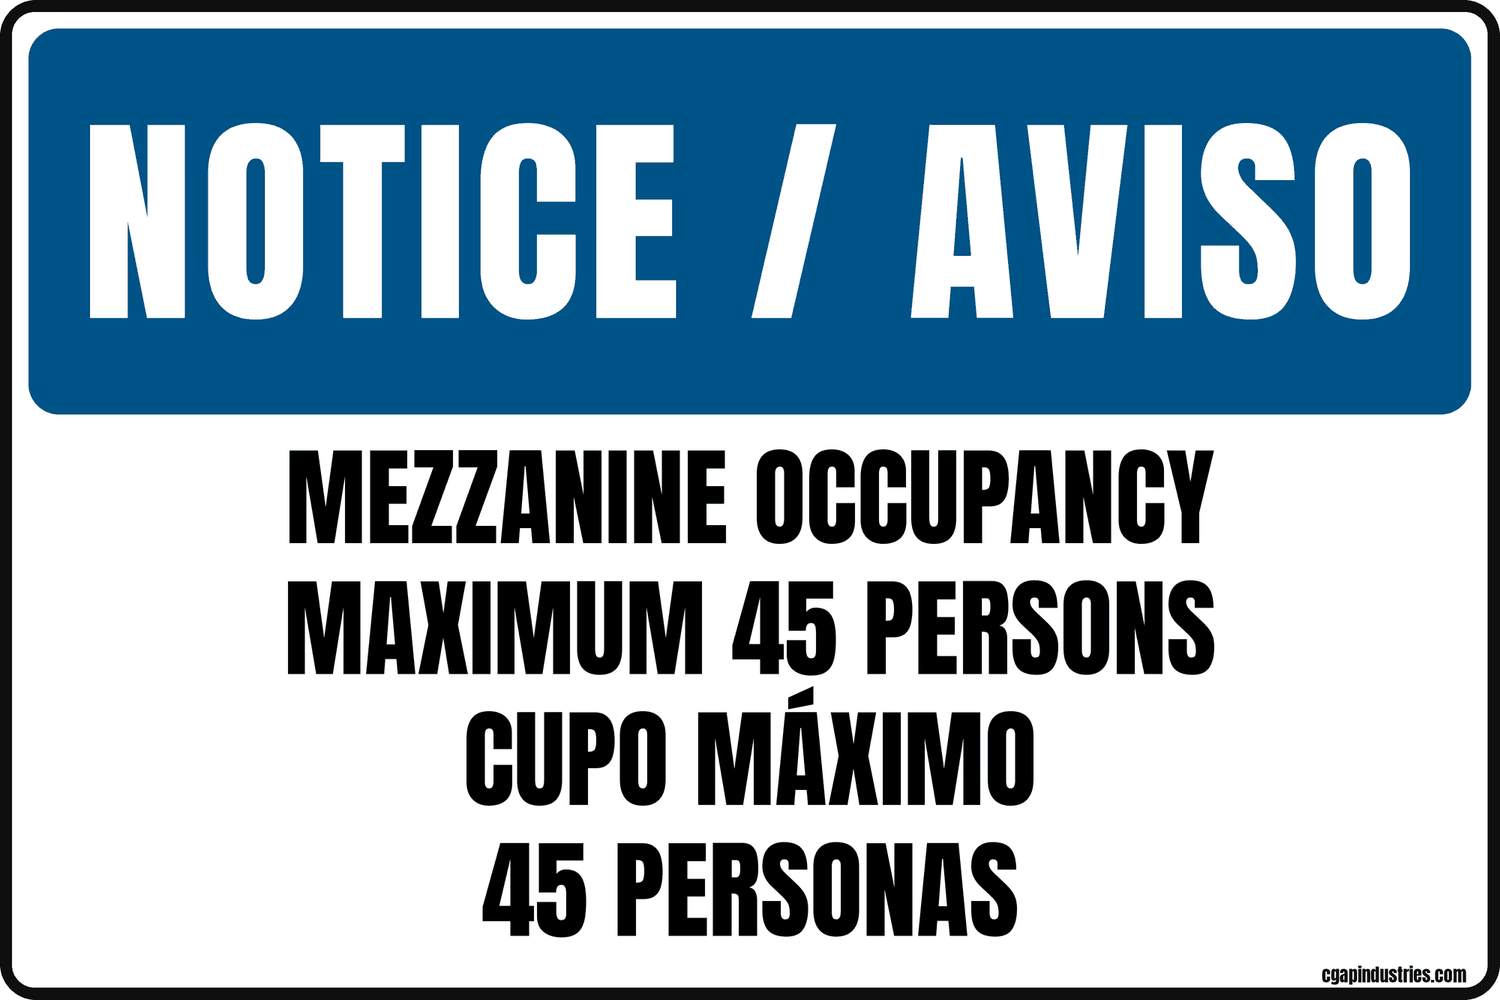 NOTICE / AVISO
MEZZANINE OCCUPANCY
MAXIMUM 45 PERSONS
CUPO MÁXIMO
45 PERSONAS
cgapindustries.com